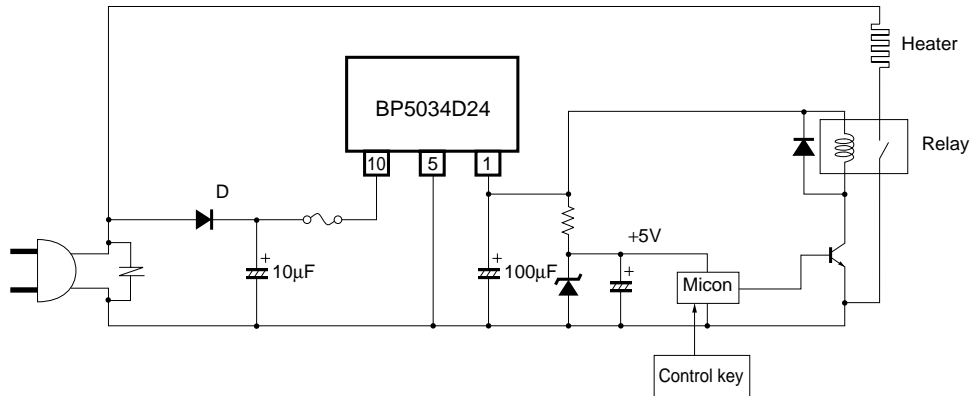 Heater
BP5034D24
Relay
10
5
1
D
+5V
+
10μF
+
100μF
+
Micon
Control key